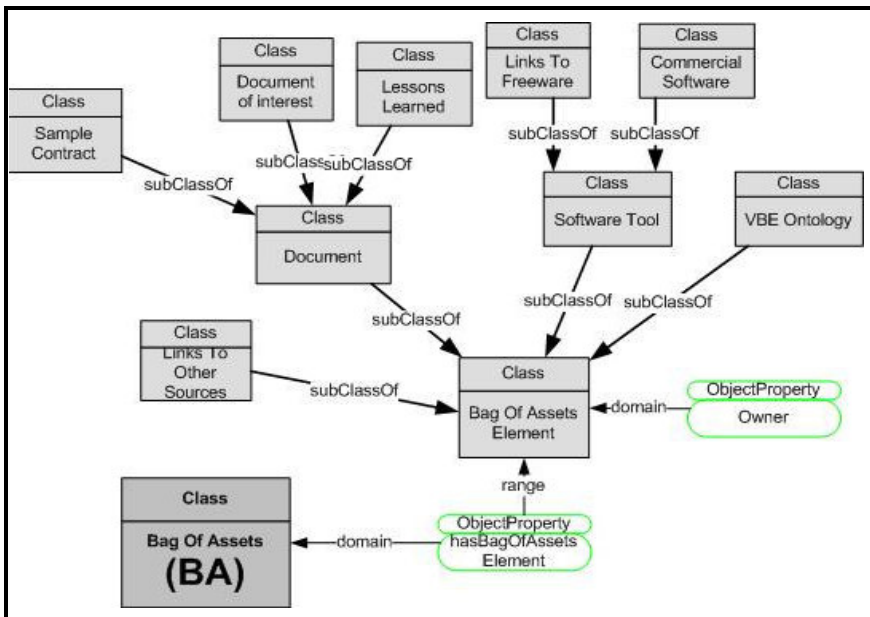 Class
Links To
Freeware
Class
Commercial
Software
Class
Document
of interest
Class
Lessons
Learned
Class
Sample
Contract
subClassOf
subClassOf
subClass
subClassOf
subClassOf
Class
Document
Class
Software Tool
Class
VBE Ontology
subClassOf
subClassOf
subClassOf
Class
Links To
Other
Sources
subClassOf
Class
Bag Of Assets
Element
domain
ObjectProperty
Owner
range
Class
Bag Of Assets
(BA)
domain
ObjectProperty
hasBagOfAssets
Element